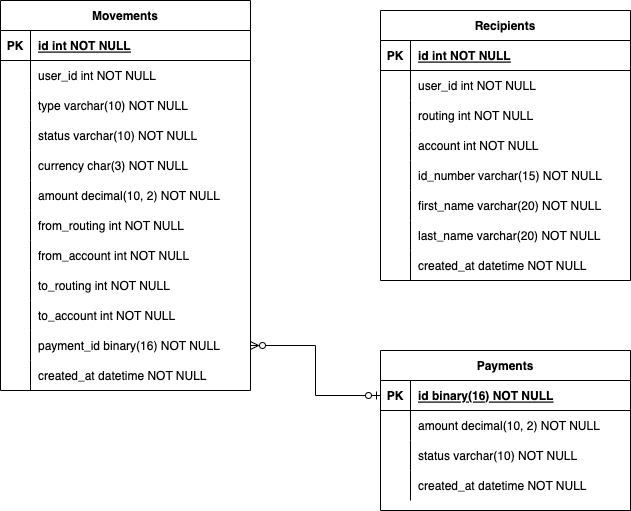 Movements
PK id int NOT NULL
user_id int NOT NULL
type varchar(10) NOT NULL
status varchar(10) NOT NULL
currency char(3) NOT NULL
amount decimal(10, 2) NOT NULL
from_routing int NOT NULL
from_account int NOT NULL
to_routing int NOT NULL
to_account int NOT NULL
payment_id binary(16) NOT NULL
created_at datetime NOT NULL
Recipients
PK id int NOT NULL
user_id int NOT NULL
routing int NOT NULL
account int NOT NULL
id_number varchar(15) NOT NULL
first_name varchar(20) NOT NULL
last_name varchar(20) NOT NULL
created_at datetime NOT NULL
Payments
PK id binary(16) NOT NULL
amount decimal(10, 2) NOT NULL
status varchar(10) NOT NULL
created_at datetime NOT NULL